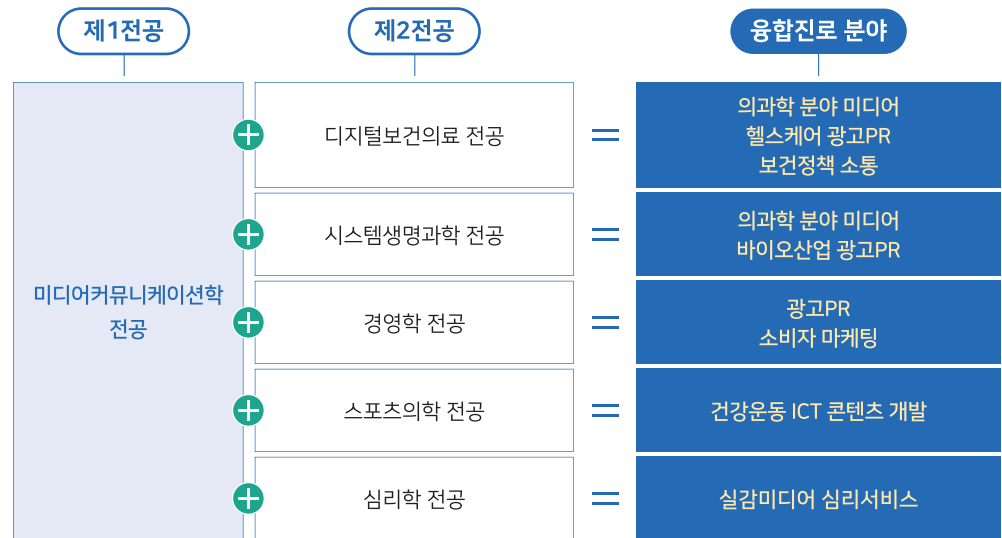 제1전공
제2전공
융합진로 분야
미디어커뮤니케이션학
전공
디지털보건의료 전공
의과학 분야 미디어
헬스케어 광고PR
보건정책 소통
시스템생명과학 전공
의과학 분야 미디어
바이오산업 광고PR
경영학 전공
광고PR
소비자 마케팅
스포츠의학 전공
건강운동 ICT 콘텐츠 개발
심리학 전공
실감미디어 심리서비스